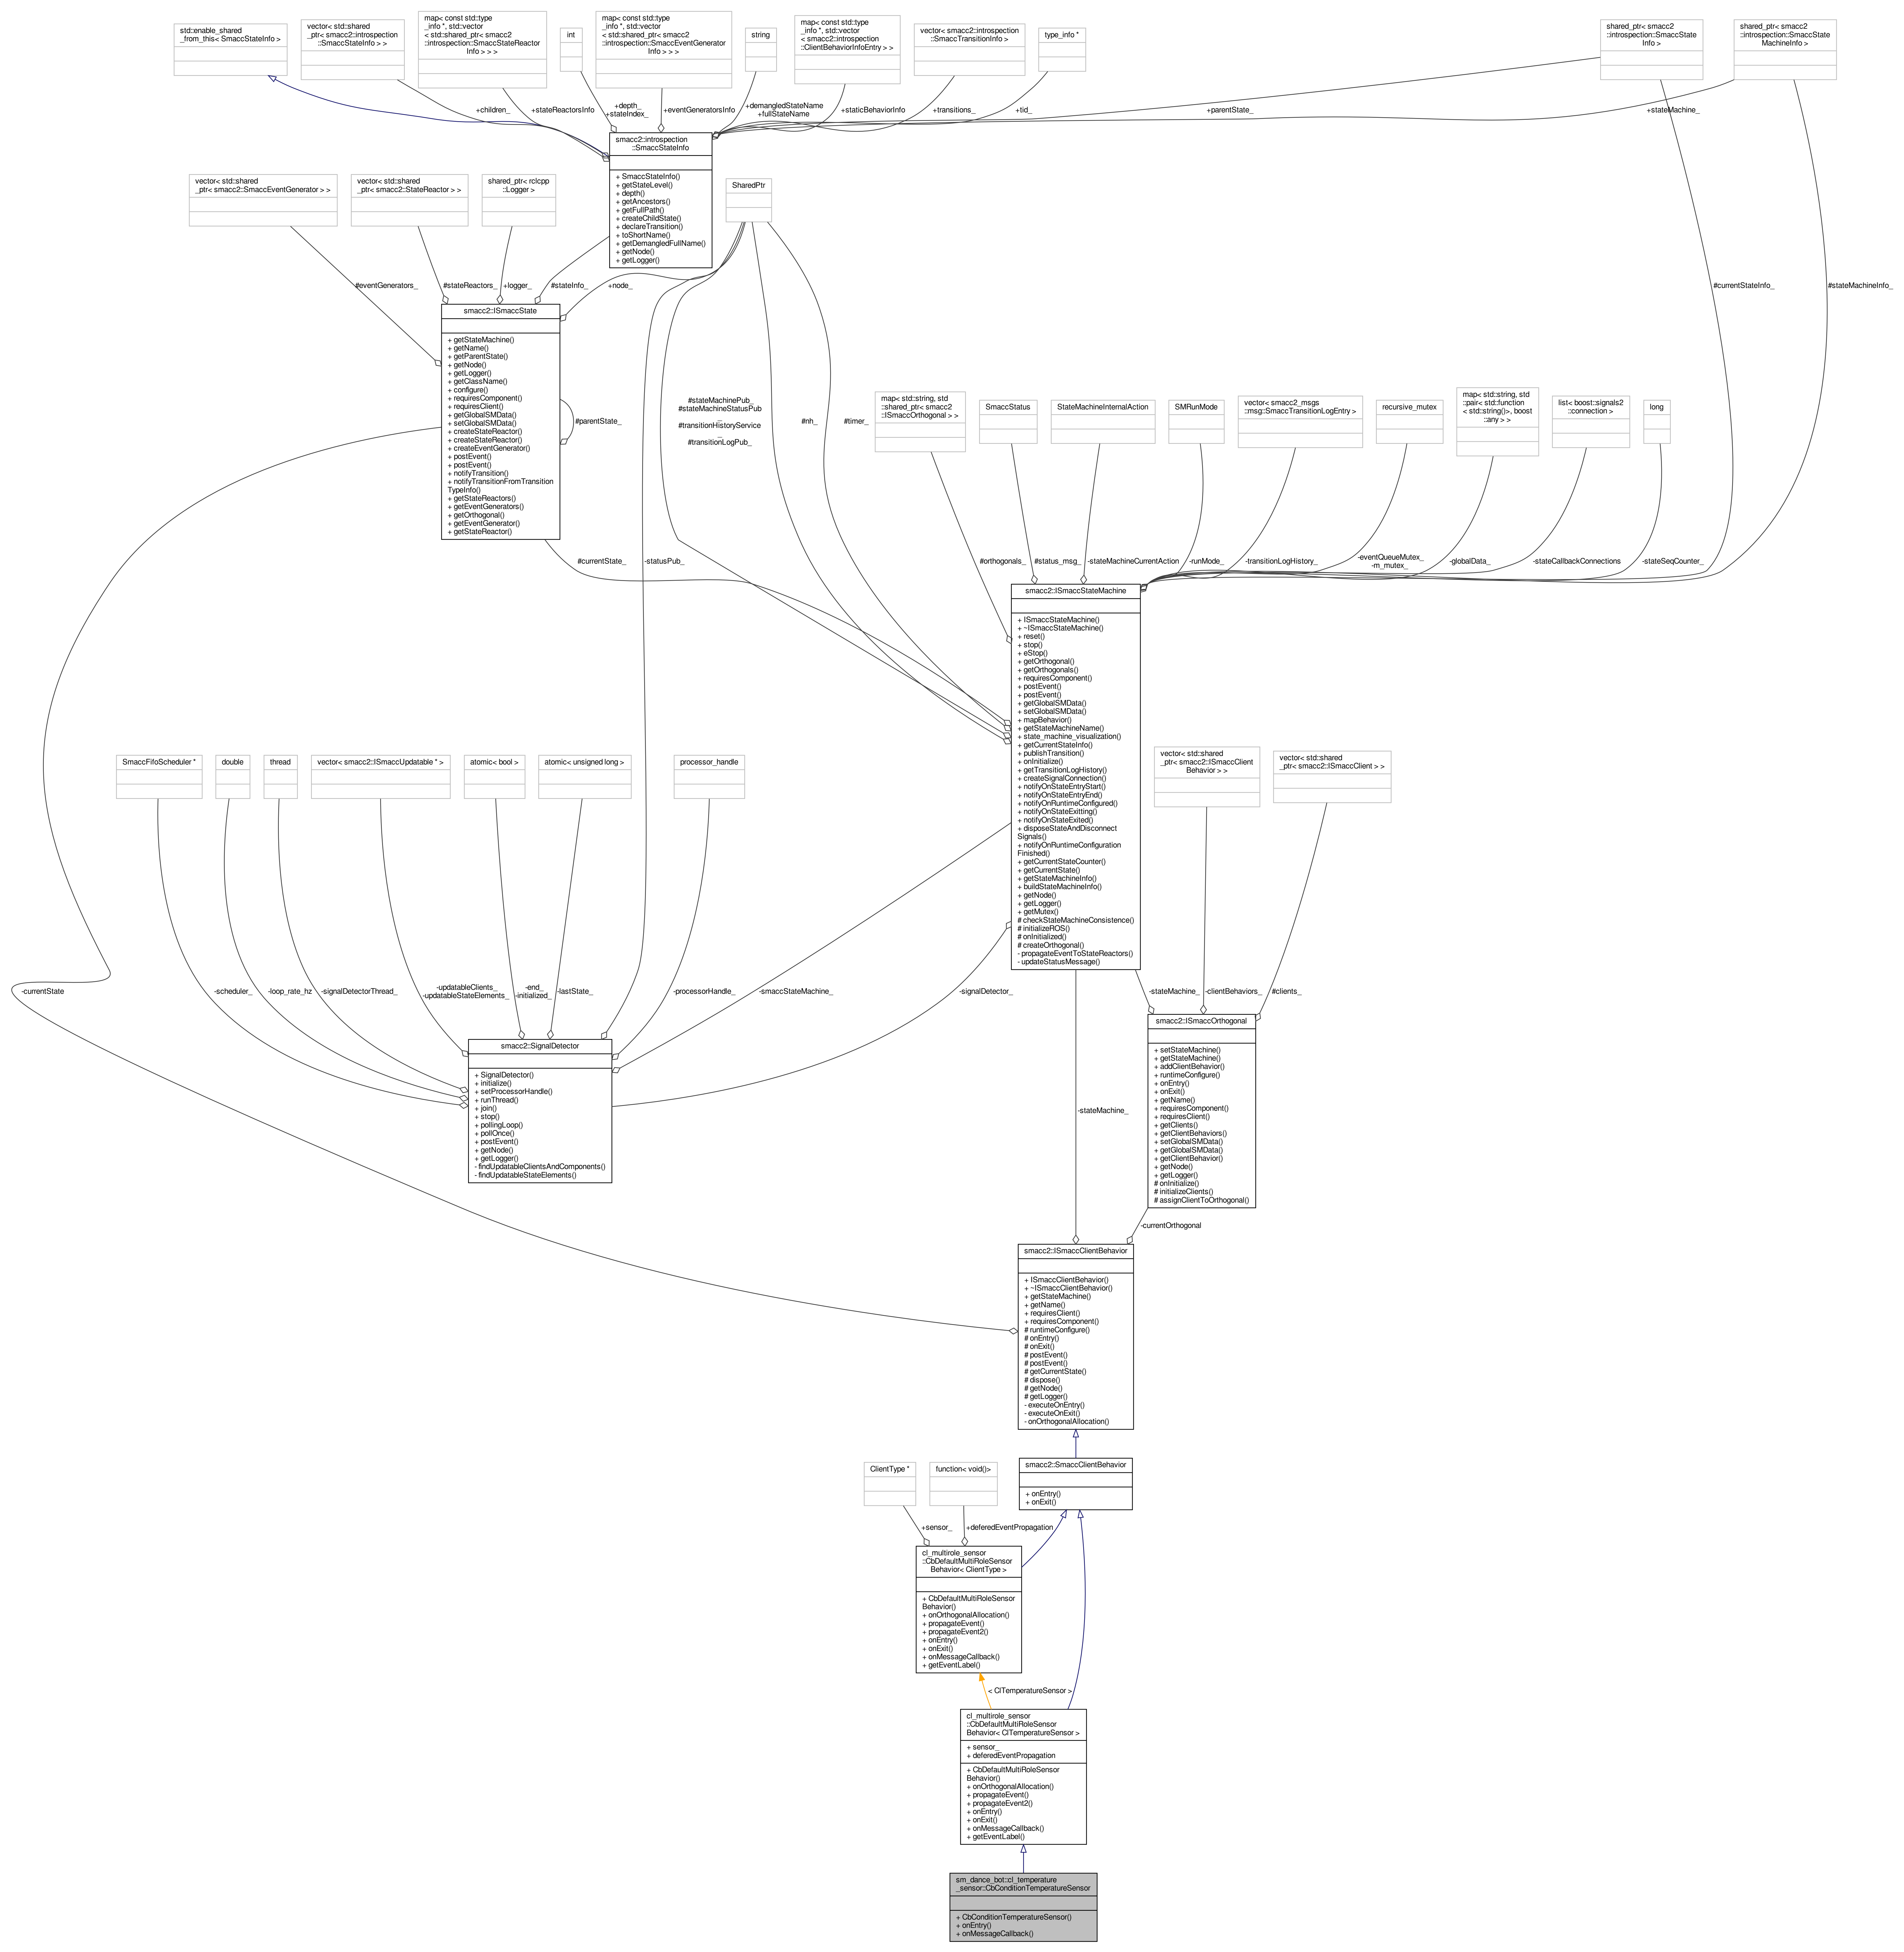 std::enable_shared
_from_this< SmaccStateInfo >
vector< std::shared
_ptr< smacc2::introspection
::SmaccStateInfo > >
map< const std::type
_info *, std::vector
< std::shared_ptr< smacc2
::introspection::SmaccStateReactor
Info > > >
int
map< const std::type
_info *, std::vector
< std::shared_ptr< smacc2
::introspection::SmaccEventGenerator
Info > > >
string
map< const std::type
_info *, std::vector
< smacc2::introspection
::ClientBehaviorInfoEntry > >
vector< smacc2::introspection
::SmaccTransitionInfo >
type_info *
shared_ptr< smacc2
::introspection::SmaccState
Info >
shared_ptr< smacc2
::introspection::SmaccState
MachineInfo >
+children_
+stateReactorsInfo
+depth_
+stateIndex_
+eventGeneratorsInfo
+demangledStateName
+fullStateName
+staticBehaviorInfo
+transitions_
+tid_
+parentState_
+stateMachine_
smacc2::introspection
::SmaccStateInfo
+ SmaccStateInfo()
+ getStateLevel()
+ depth()
+ getAncestors()
+ getFullPath()
+ createChildState()
+ declareTransition()
+ toShortName()
+ getDemangledFullName()
+ getNode()
+ getLogger()
vector< std::shared
_ptr< smacc2::SmaccEventGenerator > >
vector< std::shared
_ptr< smacc2::StateReactor > >
shared_ptr< rclcpp
::Logger >
SharedPtr
#eventGenerators_
#stateReactors_
+logger_
#stateInfo_
+node_
#currentStateInfo_
#stateMachineInfo_
smacc2::ISmaccState
+ getStateMachine()
+ getName()
+ getParentState()
+ getNode()
+ getLogger()
+ getClassName()
+ configure()
+ requiresComponent()
+ requiresClient()
+ getGlobalSMData()
+ setGlobalSMData()
+ createStateReactor()
+ createStateReactor()
+ createEventGenerator()
+ postEvent()
+ postEvent()
+ notifyTransition()
+ notifyTransitionFromTransition
TypeInfo()
+ getStateReactors()
+ getEventGenerators()
+ getOrthogonal()
+ getEventGenerator()
+ getStateReactor()
#parentState_
#stateMachinePub_
#stateMachineStatusPub
_
#transitionHistoryService
_
#transitionLogPub_
#nh_
#timer_
map< std::string, std
::shared_ptr< smacc2
::ISmaccOrthogonal > >
SmaccStatus
StateMachineInternalAction
SMRunMode
vector< smacc2_msgs
::msg::SmaccTransitionLogEntry >
recursive_mutex
map< std::string, std
::pair< std::function
< std::string()>, boost
::any > >
list< boost::signals2
::connection >
long
#currentState_
-statusPub_
#orthogonals_
#status_msg_
-stateMachineCurrentAction
-runMode_
-transitionLogHistory_
-eventQueueMutex_
-m_mutex_
-globalData_
-stateCallbackConnections
-stateSeqCounter_
smacc2::ISmaccStateMachine
+ ISmaccStateMachine()
+ ~ISmaccStateMachine()
+ reset()
+ stop()
+ eStop()
+ getOrthogonal()
+ getOrthogonals()
+ requiresComponent()
+ postEvent()
+ postEvent()
+ getGlobalSMData()
+ setGlobalSMData()
+ mapBehavior()
+ getStateMachineName()
+ state_machine_visualization()
+ getCurrentStateInfo()
+ publishTransition()
+ onInitialize()
+ getTransitionLogHistory()
+ createSignalConnection()
+ notifyOnStateEntryStart()
+ notifyOnStateEntryEnd()
+ notifyOnRuntimeConfigured()
+ notifyOnStateExitting()
+ notifyOnStateExited()
+ disposeStateAndDisconnect
Signals()
+ notifyOnRuntimeConfiguration
Finished()
+ getCurrentStateCounter()
+ getCurrentState()
+ getStateMachineInfo()
+ buildStateMachineInfo()
+ getNode()
+ getLogger()
+ getMutex()
# checkStateMachineConsistence()
# initializeROS()
# onInitialized()
# createOrthogonal()
- propagateEventToStateReactors()
- updateStatusMessage()
SmaccFifoScheduler *
double
thread
vector< smacc2::ISmaccUpdatable * >
atomic< bool >
atomic< unsigned long >
processor_handle
vector< std::shared
_ptr< smacc2::ISmaccClient
Behavior > >
vector< std::shared
_ptr< smacc2::ISmaccClient > >
-currentState
-scheduler_
-loop_rate_hz
-signalDetectorThread_
-updatableClients_
-updatableStateElements_
-end_
-initialized_
-lastState_
-processorHandle_
-smaccStateMachine_
-signalDetector_
-stateMachine_
-clientBehaviors_
#clients_
smacc2::SignalDetector
+ SignalDetector()
+ initialize()
+ setProcessorHandle()
+ runThread()
+ join()
+ stop()
+ pollingLoop()
+ pollOnce()
+ postEvent()
+ getNode()
+ getLogger()
- findUpdatableClientsAndComponents()
- findUpdatableStateElements()
smacc2::ISmaccOrthogonal
+ setStateMachine()
+ getStateMachine()
+ addClientBehavior()
+ runtimeConfigure()
+ onEntry()
+ onExit()
+ getName()
+ requiresComponent()
+ requiresClient()
+ getClients()
+ getClientBehaviors()
+ setGlobalSMData()
+ getGlobalSMData()
+ getClientBehavior()
+ getNode()
+ getLogger()
# onInitialize()
# initializeClients()
# assignClientToOrthogonal()
-stateMachine_
-currentOrthogonal
smacc2::ISmaccClientBehavior
+ ISmaccClientBehavior()
+ ~ISmaccClientBehavior()
+ getStateMachine()
+ getName()
+ requiresClient()
+ requiresComponent()
# runtimeConfigure()
# onEntry()
# onExit()
# postEvent()
# postEvent()
# getCurrentState()
# dispose()
# getNode()
# getLogger()
- executeOnEntry()
- executeOnExit()
- onOrthogonalAllocation()
ClientType *
function< void()>
smacc2::SmaccClientBehavior
+ onEntry()
+ onExit()
+sensor_
+deferedEventPropagation
cl_multirole_sensor
::CbDefaultMultiRoleSensor
Behavior< ClientType >
+ CbDefaultMultiRoleSensor
Behavior()
+ onOrthogonalAllocation()
+ propagateEvent()
+ propagateEvent2()
+ onEntry()
+ onExit()
+ onMessageCallback()
+ getEventLabel()
< ClTemperatureSensor >
cl_multirole_sensor
::CbDefaultMultiRoleSensor
Behavior< ClTemperatureSensor >
+ sensor_
+ deferedEventPropagation
+ CbDefaultMultiRoleSensor
Behavior()
+ onOrthogonalAllocation()
+ propagateEvent()
+ propagateEvent2()
+ onEntry()
+ onExit()
+ onMessageCallback()
+ getEventLabel()
sm_dance_bot::cl_temperature
_sensor::CbConditionTemperatureSensor
+ CbConditionTemperatureSensor()
+ onEntry()
+ onMessageCallback()